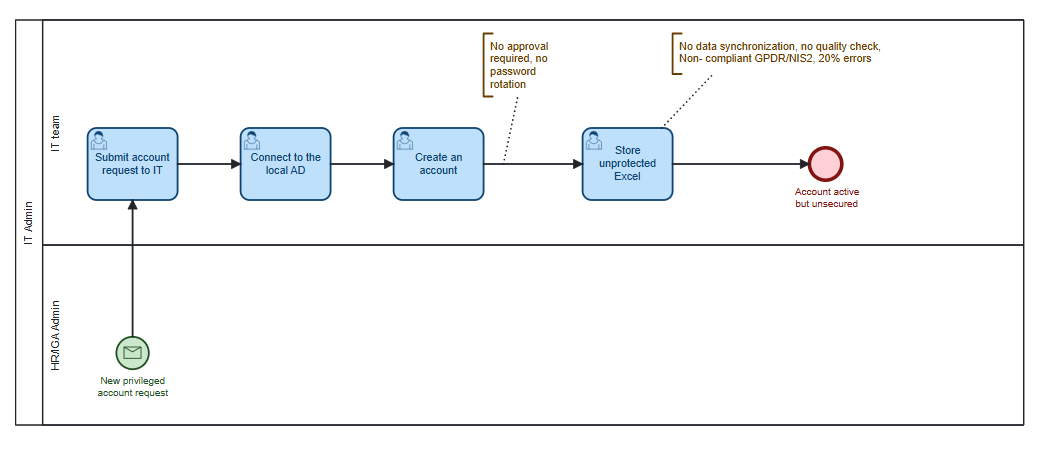 IT Admin
IT team
HR/IGA Admin
No approval
required, no
password
rotation
No data synchronization, no quality check,
Non- compliant GPDR/NIS2, 20% errors
Submit account
request to IT
Connect to the
local AD
Create an
account
Store
unprotected
Excel
Account active
but unsecured
New privileged
account request